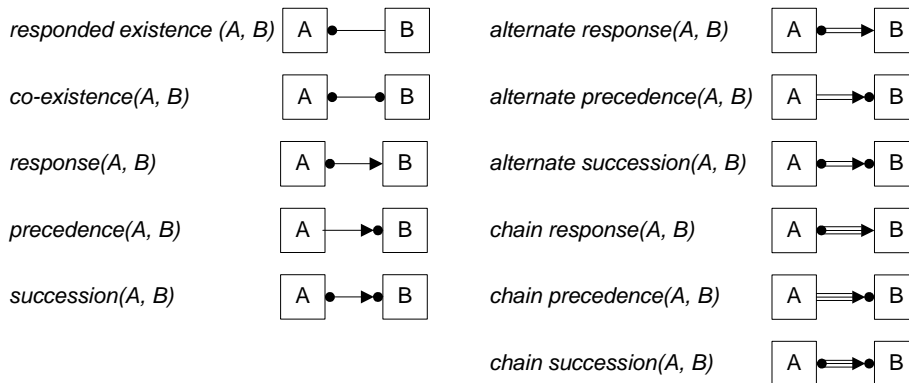 responded existence (A, B) A B
co-existence(A, B) A B
response(A, B) A B
precedence(A, B) A B
succession(A, B) A B
alternate response(A, B) A B
alternate precedence(A, B) A B
alternate succession(A, B) A B
chain response(A, B) A B
chain precedence(A, B) A B
chain succession(A, B) A B